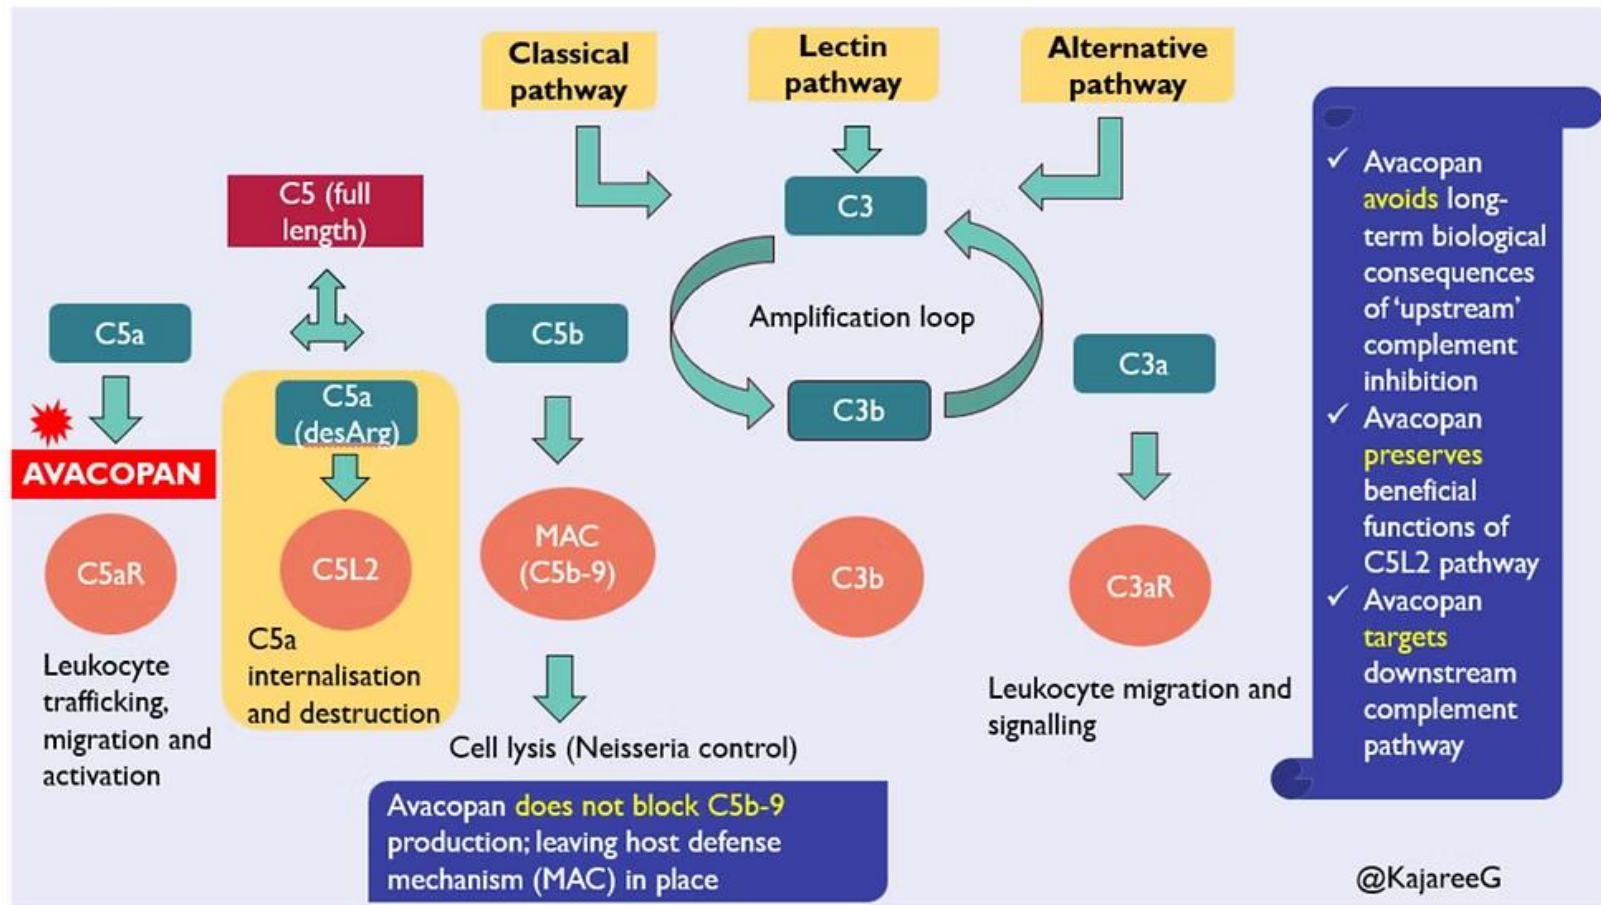 Classical
pathway
Lectin
pathway
Alternative
pathway
C5 (full
length)
C3
C5a
C5b
Amplification loop
C3a
C5a
(desArg)
C3b
AVACOPAN
C5aR
C5L2
MAC
(C5b-9)
C3b
C3aR
Leukocyte
trafficking,
migration and
activation
C5a
internalisation
and destruction
Leukocyte migration and
signalling
Cell lysis (Neisseria control)
Avacopan does not block C5b-9
production; leaving host defense
mechanism (MAC) in place
✓ Avacopan
avoids long-
term biological
consequences
of ‘upstream’
complement
inhibition
✓ Avacopan
preserves
beneficial
functions of
C5L2 pathway
✓ Avacopan
targets
downstream
complement
pathway
@KajareeG